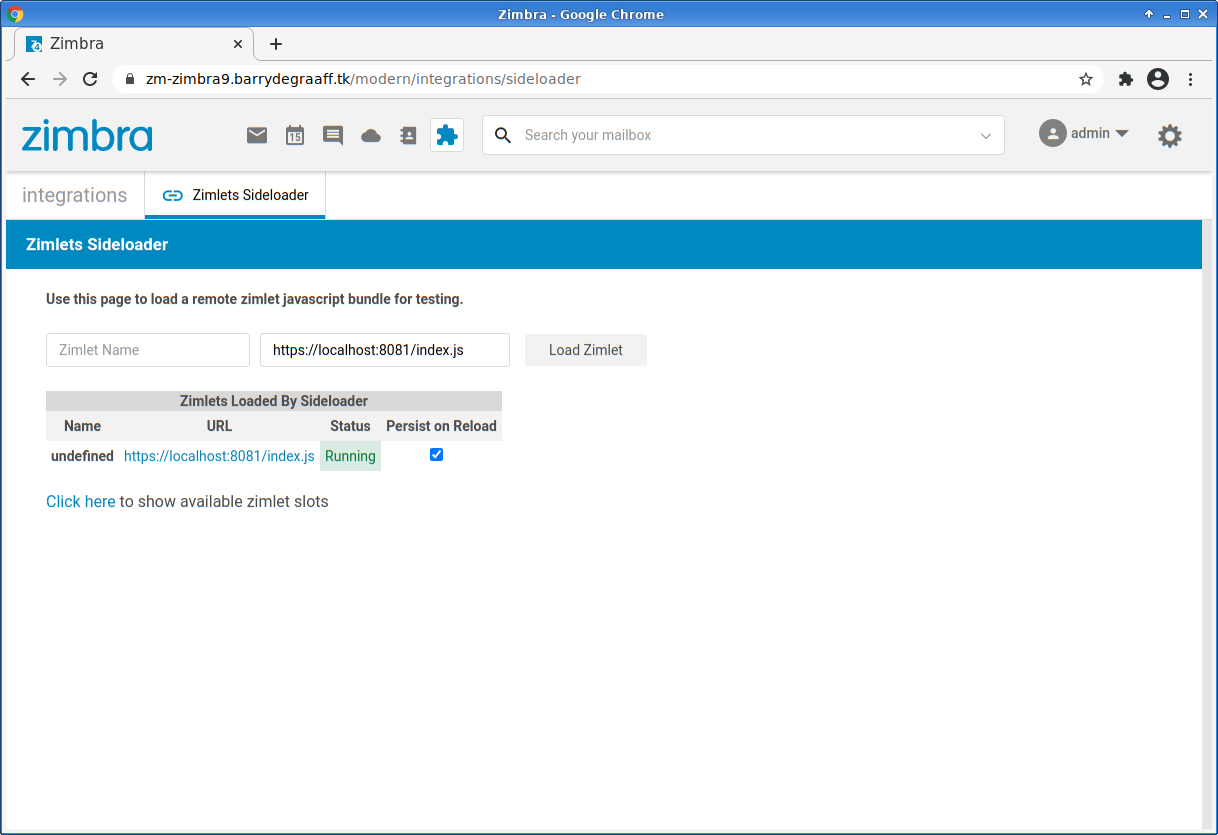 Zimbra - Google Chrome
Zimbra
zm-zimbra9.barrydegraaff.tk/modern/integrations/sideloader
zimbra
15
Search your mailbox
admin
integrations
Zimlets Sideloader
Zimlets Sideloader
Use this page to load a remote zimlet javascript bundle for testing.
Zimlet Name https://localhost:8081/index.js Load Zimlet
Zimlets Loaded By Sideloader
Name URL Status Persist on Reload
undefined https://localhost:8081/index.js Running
Click here to show available zimlet slots